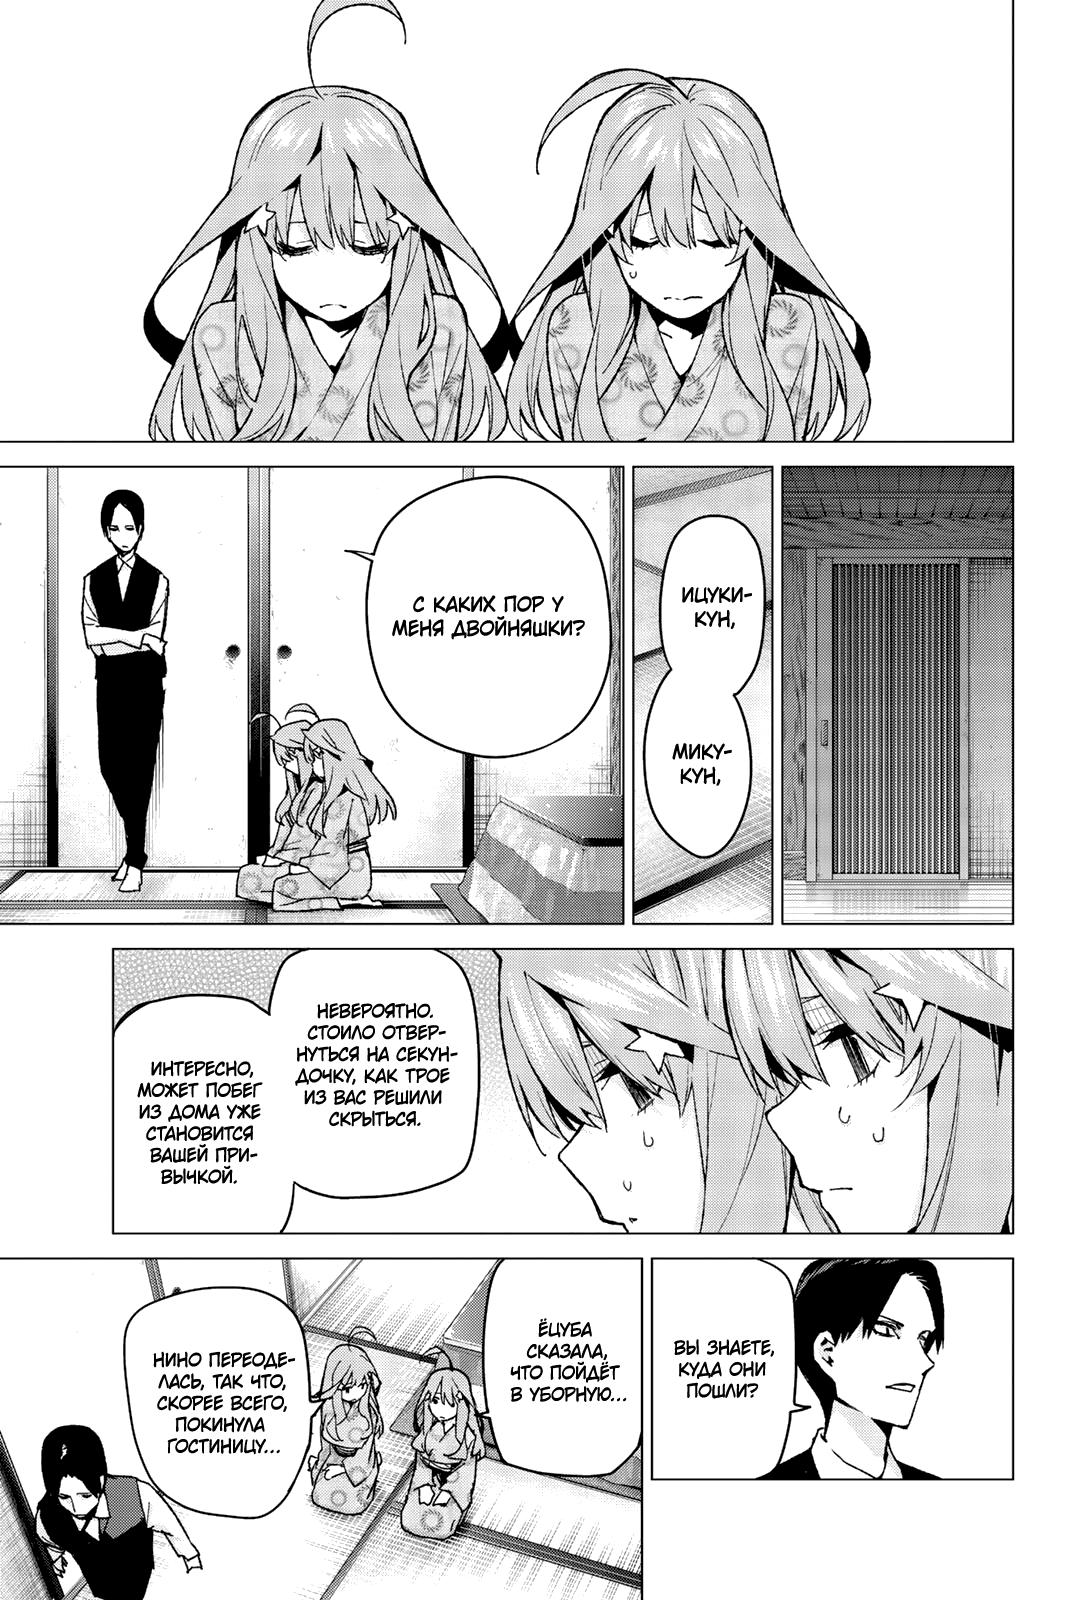 ИЦУКИ-
КУН,
МИКУ-
КУН,
С КАКИХ ПОР У
МЕНЯ ДВОЙНЯШКИ?
НЕВЕРОЯТНО.
СТОИЛО ОТВЕР-
НУТЬСЯ НА СЕКУН-
ДОЧКУ, КАК ТРОЕ
ИЗ ВАС РЕШИЛИ
СКРЫТЬСЯ.
ИНТЕРЕСНО,
МОЖЕТ ПОБЕГ
ИЗ ДОМА УЖЕ
СТАНОВИТСЯ
ВАШЕЙ ПРИ-
ВЫЧКОЙ.
ВЫ ЗНАЕТЕ,
КУДА ОНИ
ПОШЛИ?
ЁЦУБА
СКАЗАЛА,
ЧТО ПОЙДЁТ
В УБОРНУЮ...
НИНО ПЕРЕОДЕ-
ЛАСЬ, ТАК ЧТО,
СКОРЕЕ ВСЕГО,
ПОКИНУЛА
ГОСТИНИЦУ...